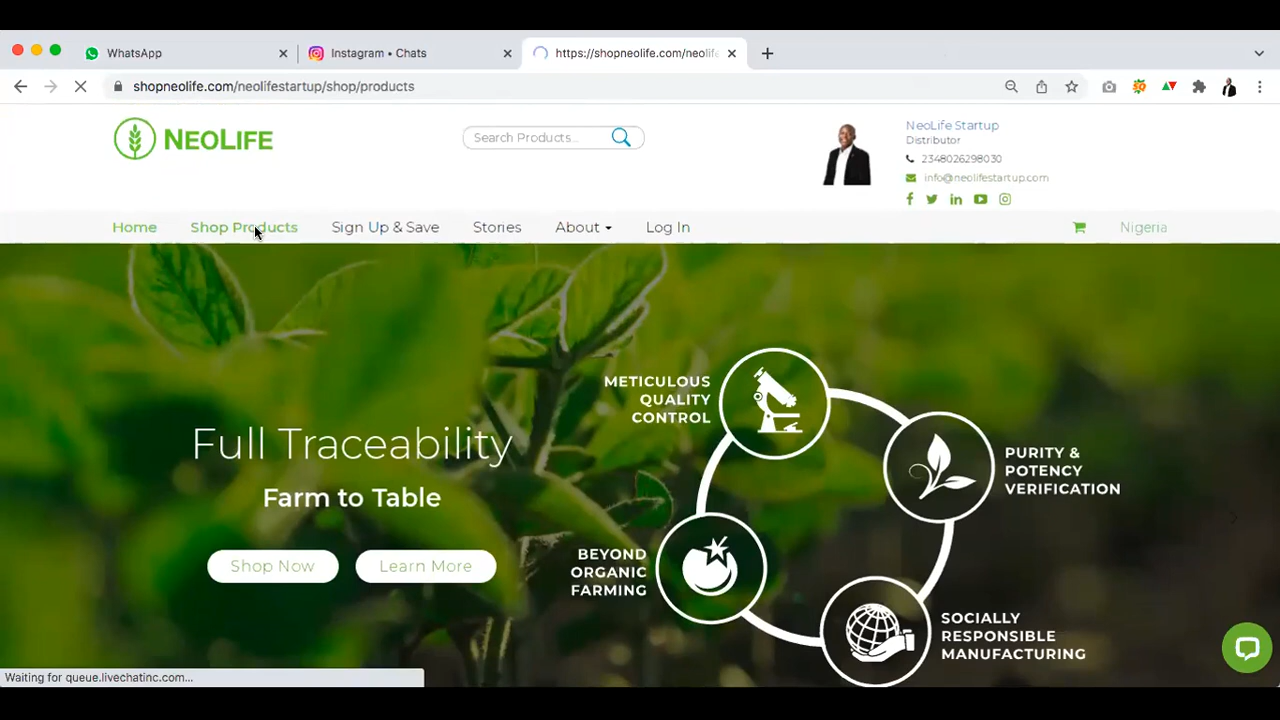 WhatsApp
Instagram • Chats
https://shopneolife.com/neolife
shopneolife.com/neolifestartup/shop/products
NEOLIFE
Search Products...
NeoLife Startup
Distributor
2348026298030
info@neolifestartup.com
Home
Shop Products
Sign Up & Save
Stories
About
Log In
Nigeria
Full Traceability
Farm to Table
Shop Now
Learn More
METICULOUS
QUALITY
CONTROL
PURITY &
POTENCY
VERIFICATION
BEYOND
ORGANIC
FARMING
SOCIALLY
RESPONSIBLE
MANUFACTURING
Waiting for queue.livechatinc.com...